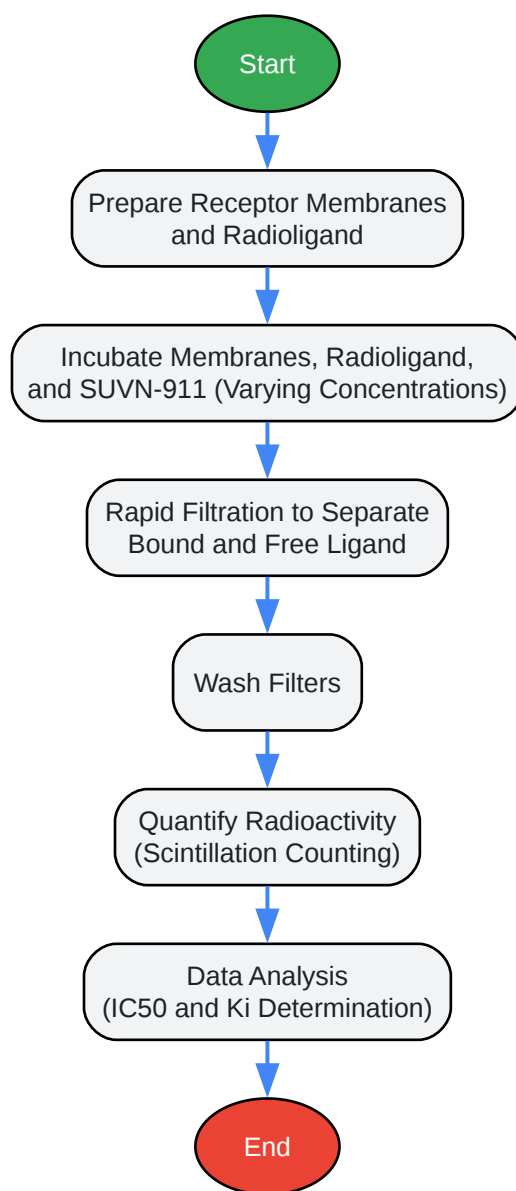 Start
Prepare Receptor Membranes
and Radioligand
Incubate Membranes, Radioligand,
and SUVN-911 (Varying Concentrations)
Rapid Filtration to Separate
Bound and Free Ligand
Wash Filters
Quantify Radioactivity
(Scintillation Counting)
Data Analysis
(IC50 and Ki Determination)
End